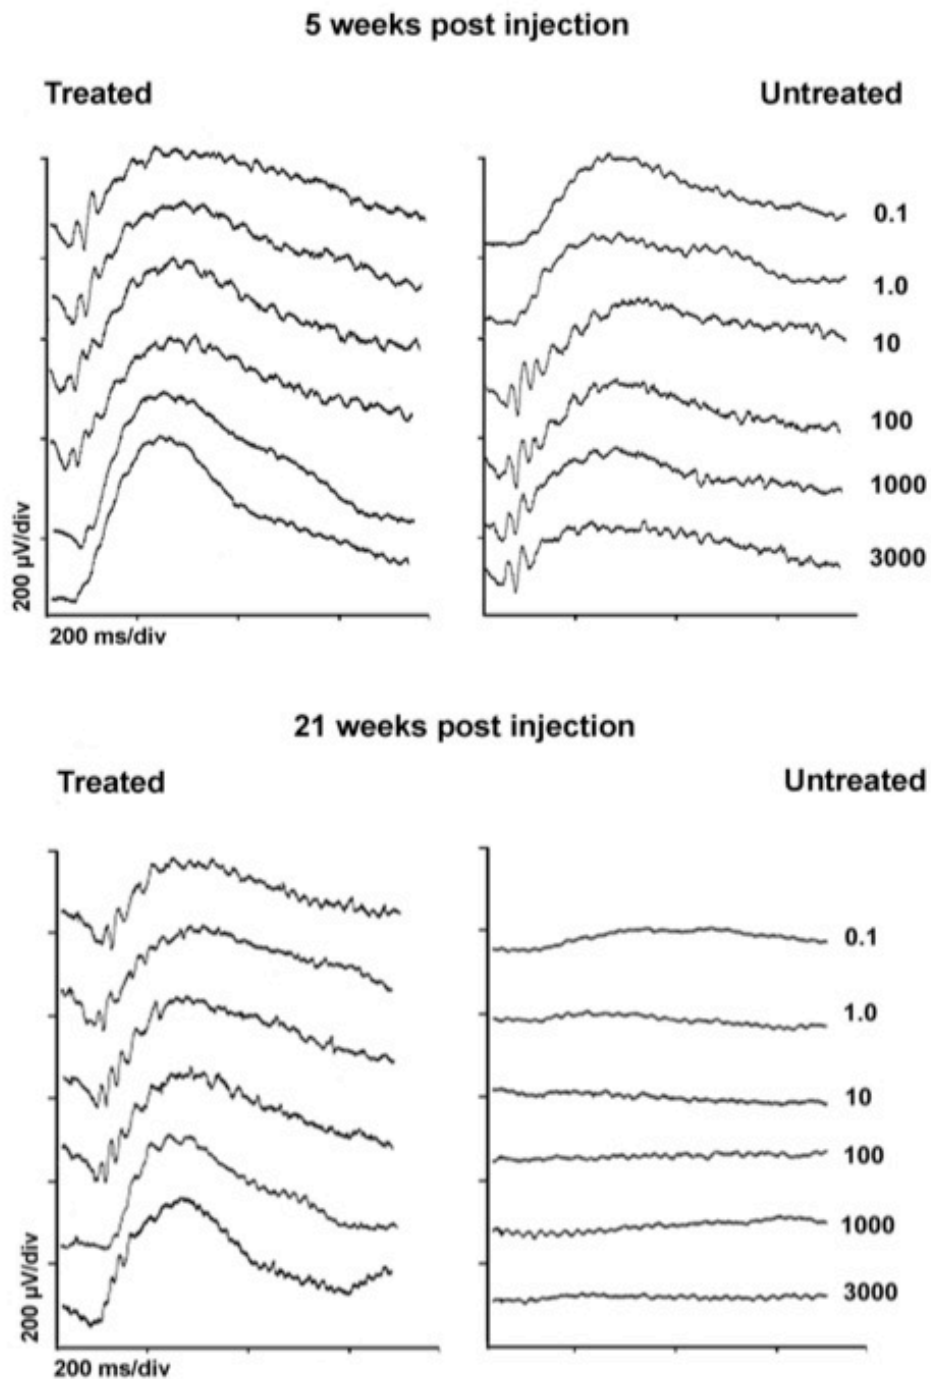 5 weeks post injection
Treated
Untreated
0.1
1.0
10
100
1000
3000
200 µV/div
200 ms/div
21 weeks post injection
Treated
Untreated
0.1
1.0
10
100
1000
3000
200 µV/div
200 ms/div